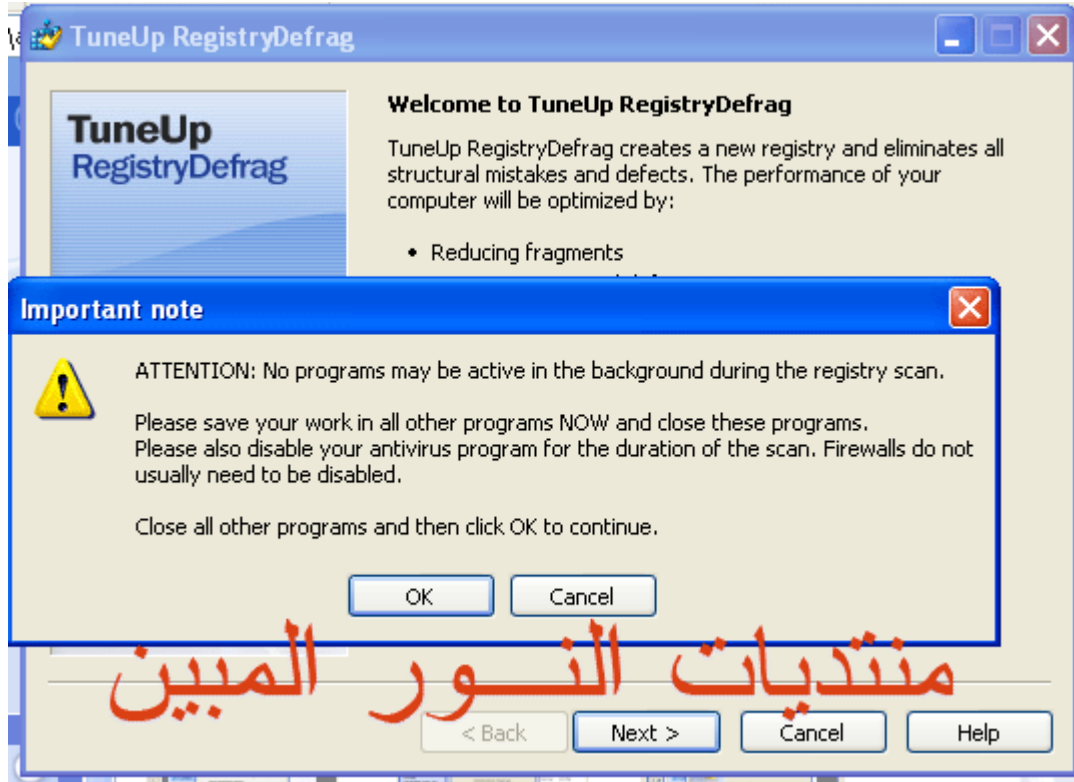 TuneUp RegistryDefrag
TuneUp
RegistryDefrag
Welcome to TuneUp RegistryDefrag
TuneUp RegistryDefrag creates a new registry and eliminates all
structural mistakes and defects. The performance of your
computer will be optimized by:
• Reducing fragments
Important note
ATTENTION: No programs may be active in the background during the registry scan.
Please save your work in all other programs NOW and close these programs.
Please also disable your antivirus program for the duration of the scan. Firewalls do not
usually need to be disabled.
Close all other programs and then click OK to continue.
OK Cancel
منتديات النـــور المبين
< Back Next > Cancel Help